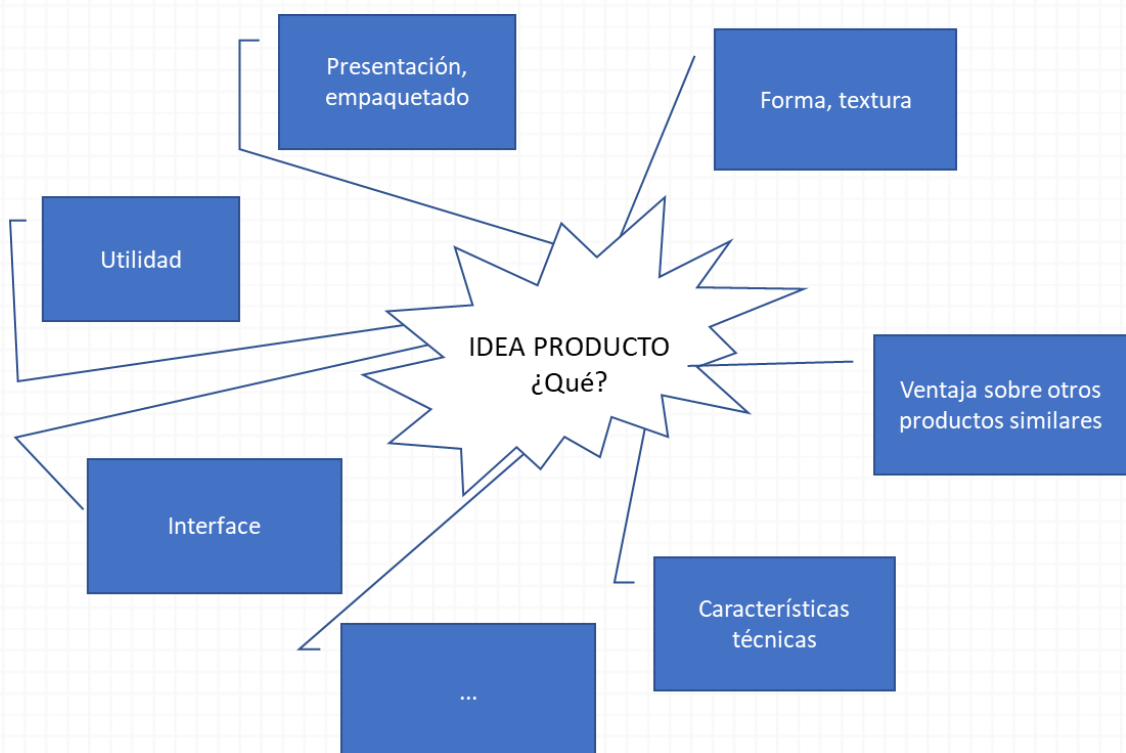 Presentación,
empaquetado
Forma, textura
Utilidad
IDEA PRODUCTO
¿Qué?
Ventaja sobre otros
productos similares
Interface
Características
técnicas
...